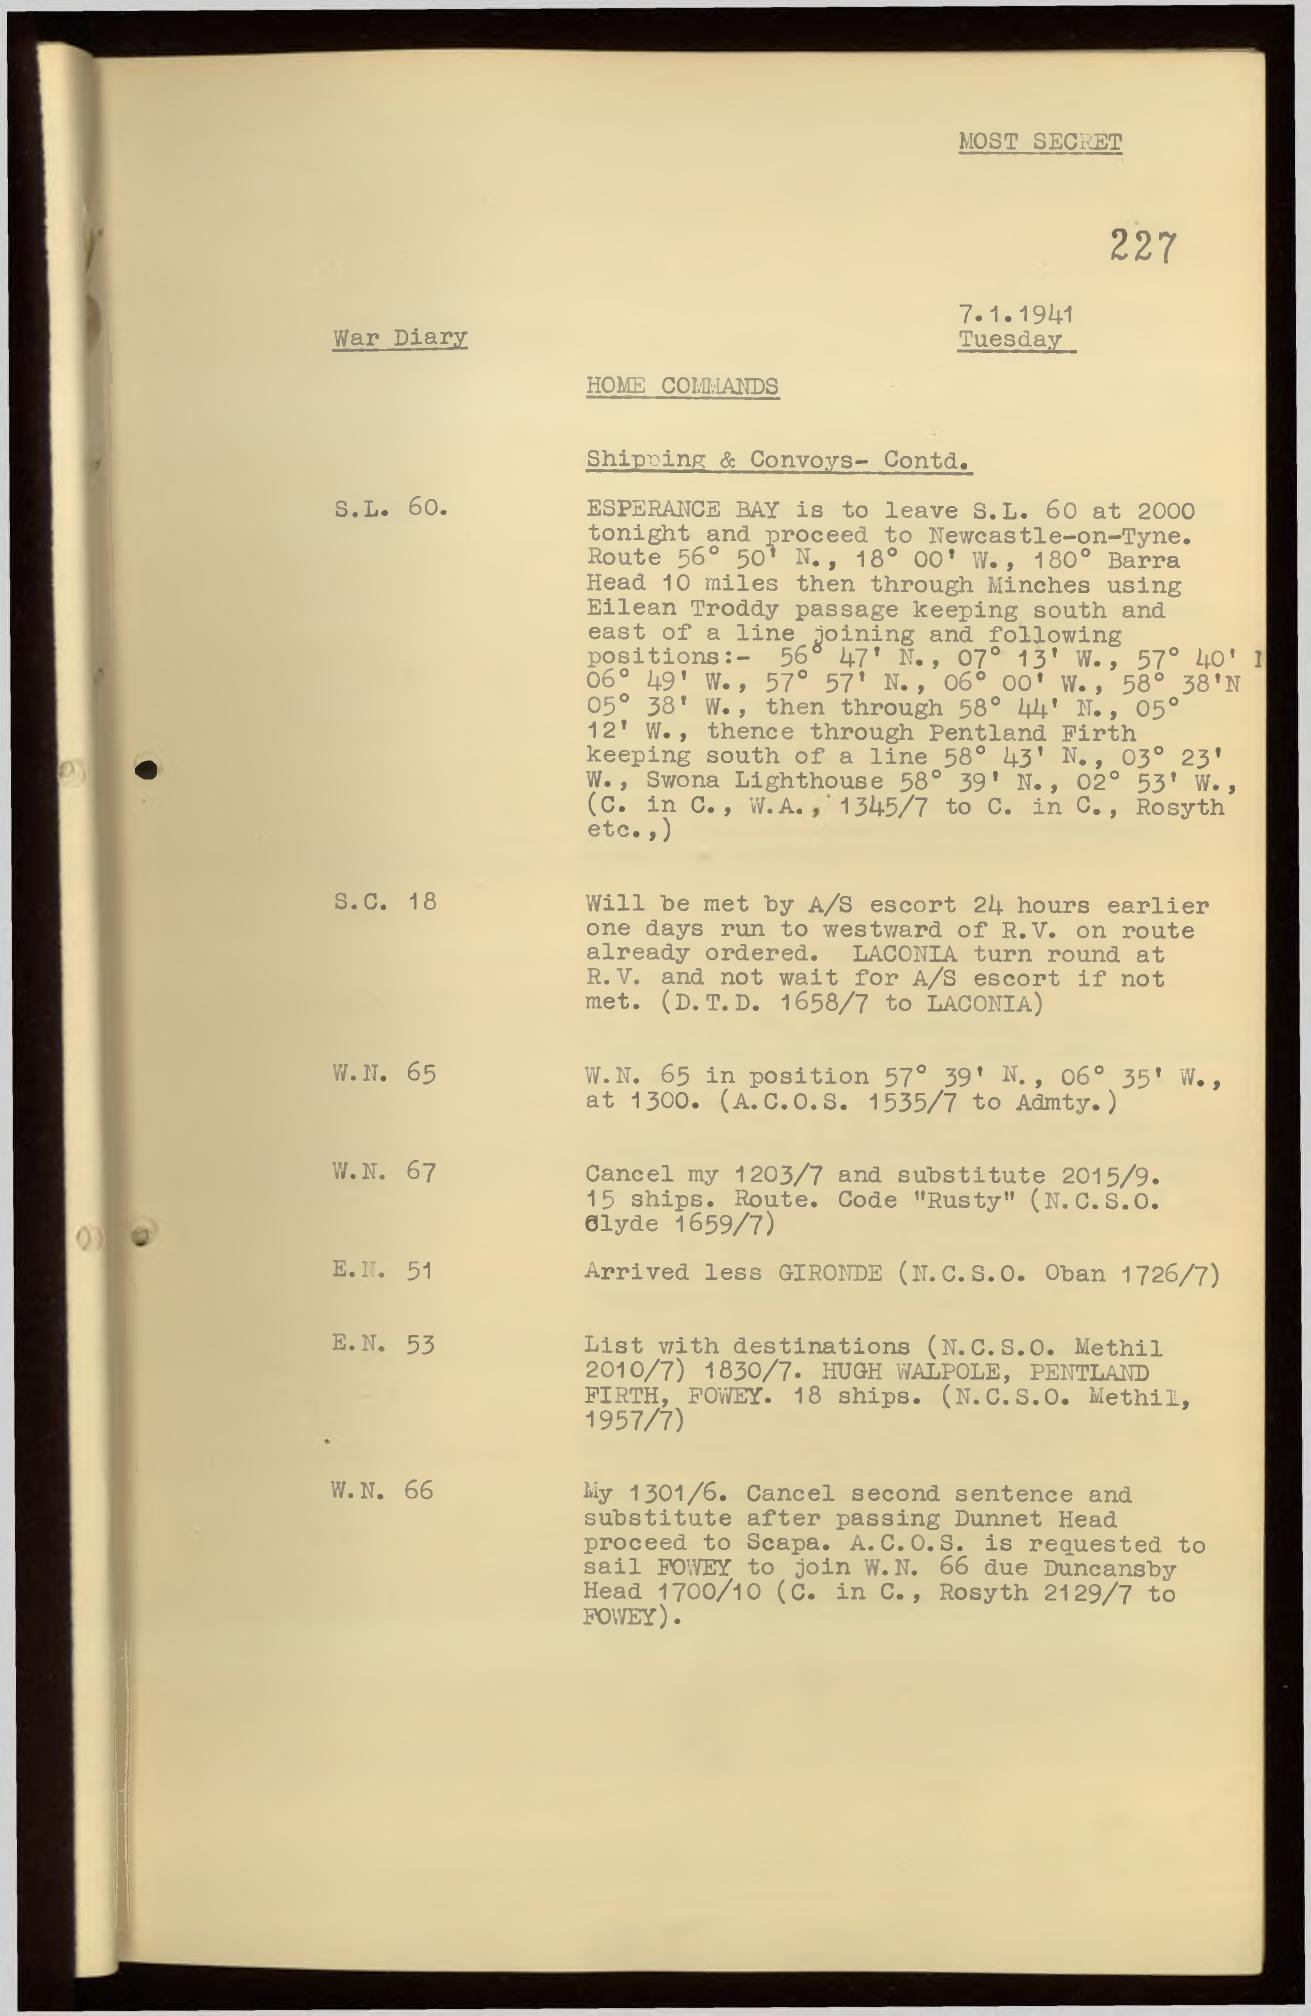 MOST SECRET
227
7.1.1941
War Diary
Tuesday
HOME COMMANDS
Shipping & Convoys- Contd.
S.L. 60. ESPERANCE BAY is to leave S.L. 60 at 2000
tonight and proceed to Newcastle-on-Tyne.
Route 56° 50' N., 18° 00' W., 180° Barra
Head 10 miles then through Minches using
Eilean Troddy passage keeping south and
east of a line joining and following
positions:- 56° 47' N., 07° 13' W., 57° 40'
06° 49' W., 57° 57' N., 06° 00' W., 58° 38'N
05° 38' W., then through 58° 44' N., 05°
12' W., thence through Pentland Firth
keeping south of a line 58° 43' N., 03° 23'
W., Swona Lighthouse 58° 39' N., 02° 53' W.,
(C. in C., W.A., 1345/7 to C. in C., Rosyth
etc.,)
S.C. 18 Will be met by A/S escort 24 hours earlier
one days run to westward of R.V. on route
already ordered. LACONIA turn round at
R.V. and not wait for A/S escort if not
met. (D.T.D. 1658/7 to LACONIA)
W.N. 65 W.N. 65 in position 57° 39' N., 06° 35' W.,
at 1300. (A.C.O.S. 1535/7 to Admty.)
W.N. 67 Cancel my 1203/7 and substitute 2015/9.
15 ships. Route. Code "Rusty" (N.C.S.O.
Clyde 1659/7)
E.N. 51 Arrived less GIRONDE (N.C.S.O. Oban 1726/7)
E.N. 53 List with destinations (N.C.S.O. Methil
2010/7) 1830/7. HUGH WALPOLE, PENTLAND
FIRTH, FOWEY. 18 ships. (N.C.S.O. Methil,
1957/7)
W.N. 66 My 1301/6. Cancel second sentence and
substitute after passing Dunnet Head
proceed to Scapa. A.C.O.S. is requested to
sail FOWEY to join W.N. 66 due Duncansby
Head 1700/10 (C. in C., Rosyth 2129/7 to
FOWEY).